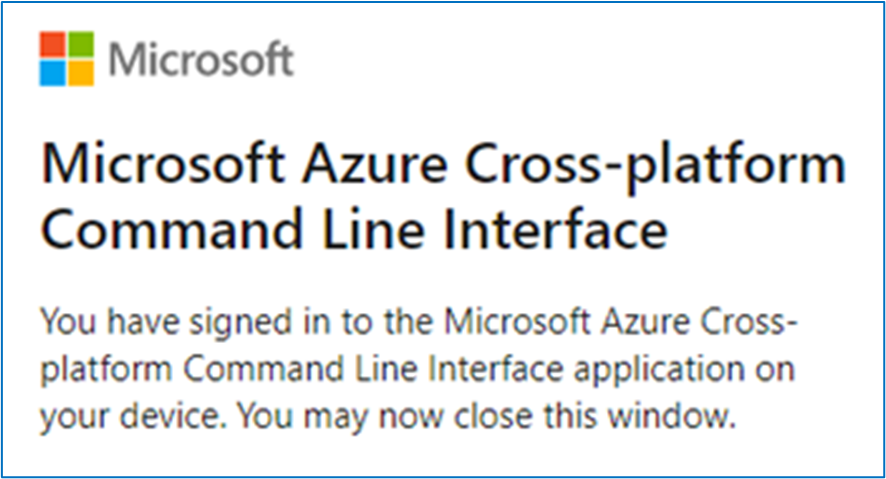 Microsoft
Microsoft Azure Cross-platform
Command Line Interface
You have signed in to the Microsoft Azure Cross-
platform Command Line Interface application on
your device. You may now close this window.